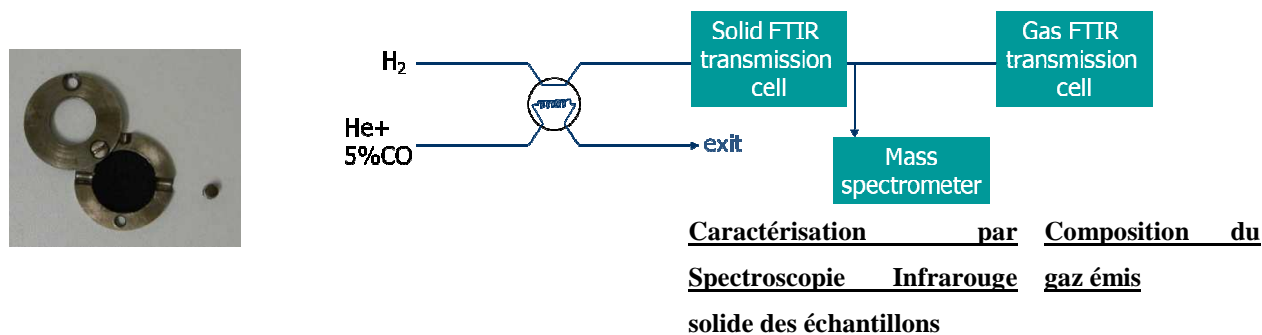 H2
He+
5%CO
exit
Solid FTIR
transmission
cell
Gas FTIR
transmission
cell
Mass
spectrometer
Caractérisation par
Spectroscopie Infrarouge
solide des échantillons
Composition du
gaz émis